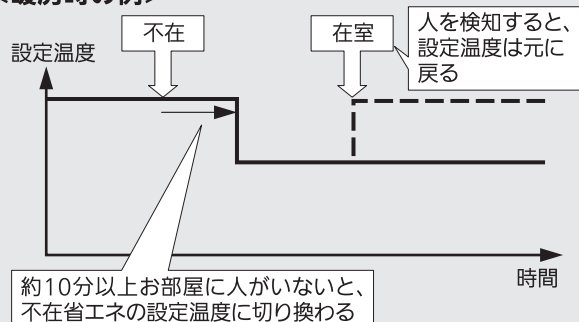 暖房時の例>
不在
在室
人を検知すると、
設定温度は元に
戻る
設定温度
時間
約10分以上お部屋に人がいないと、
不在省エネの設定温度に切り換わる